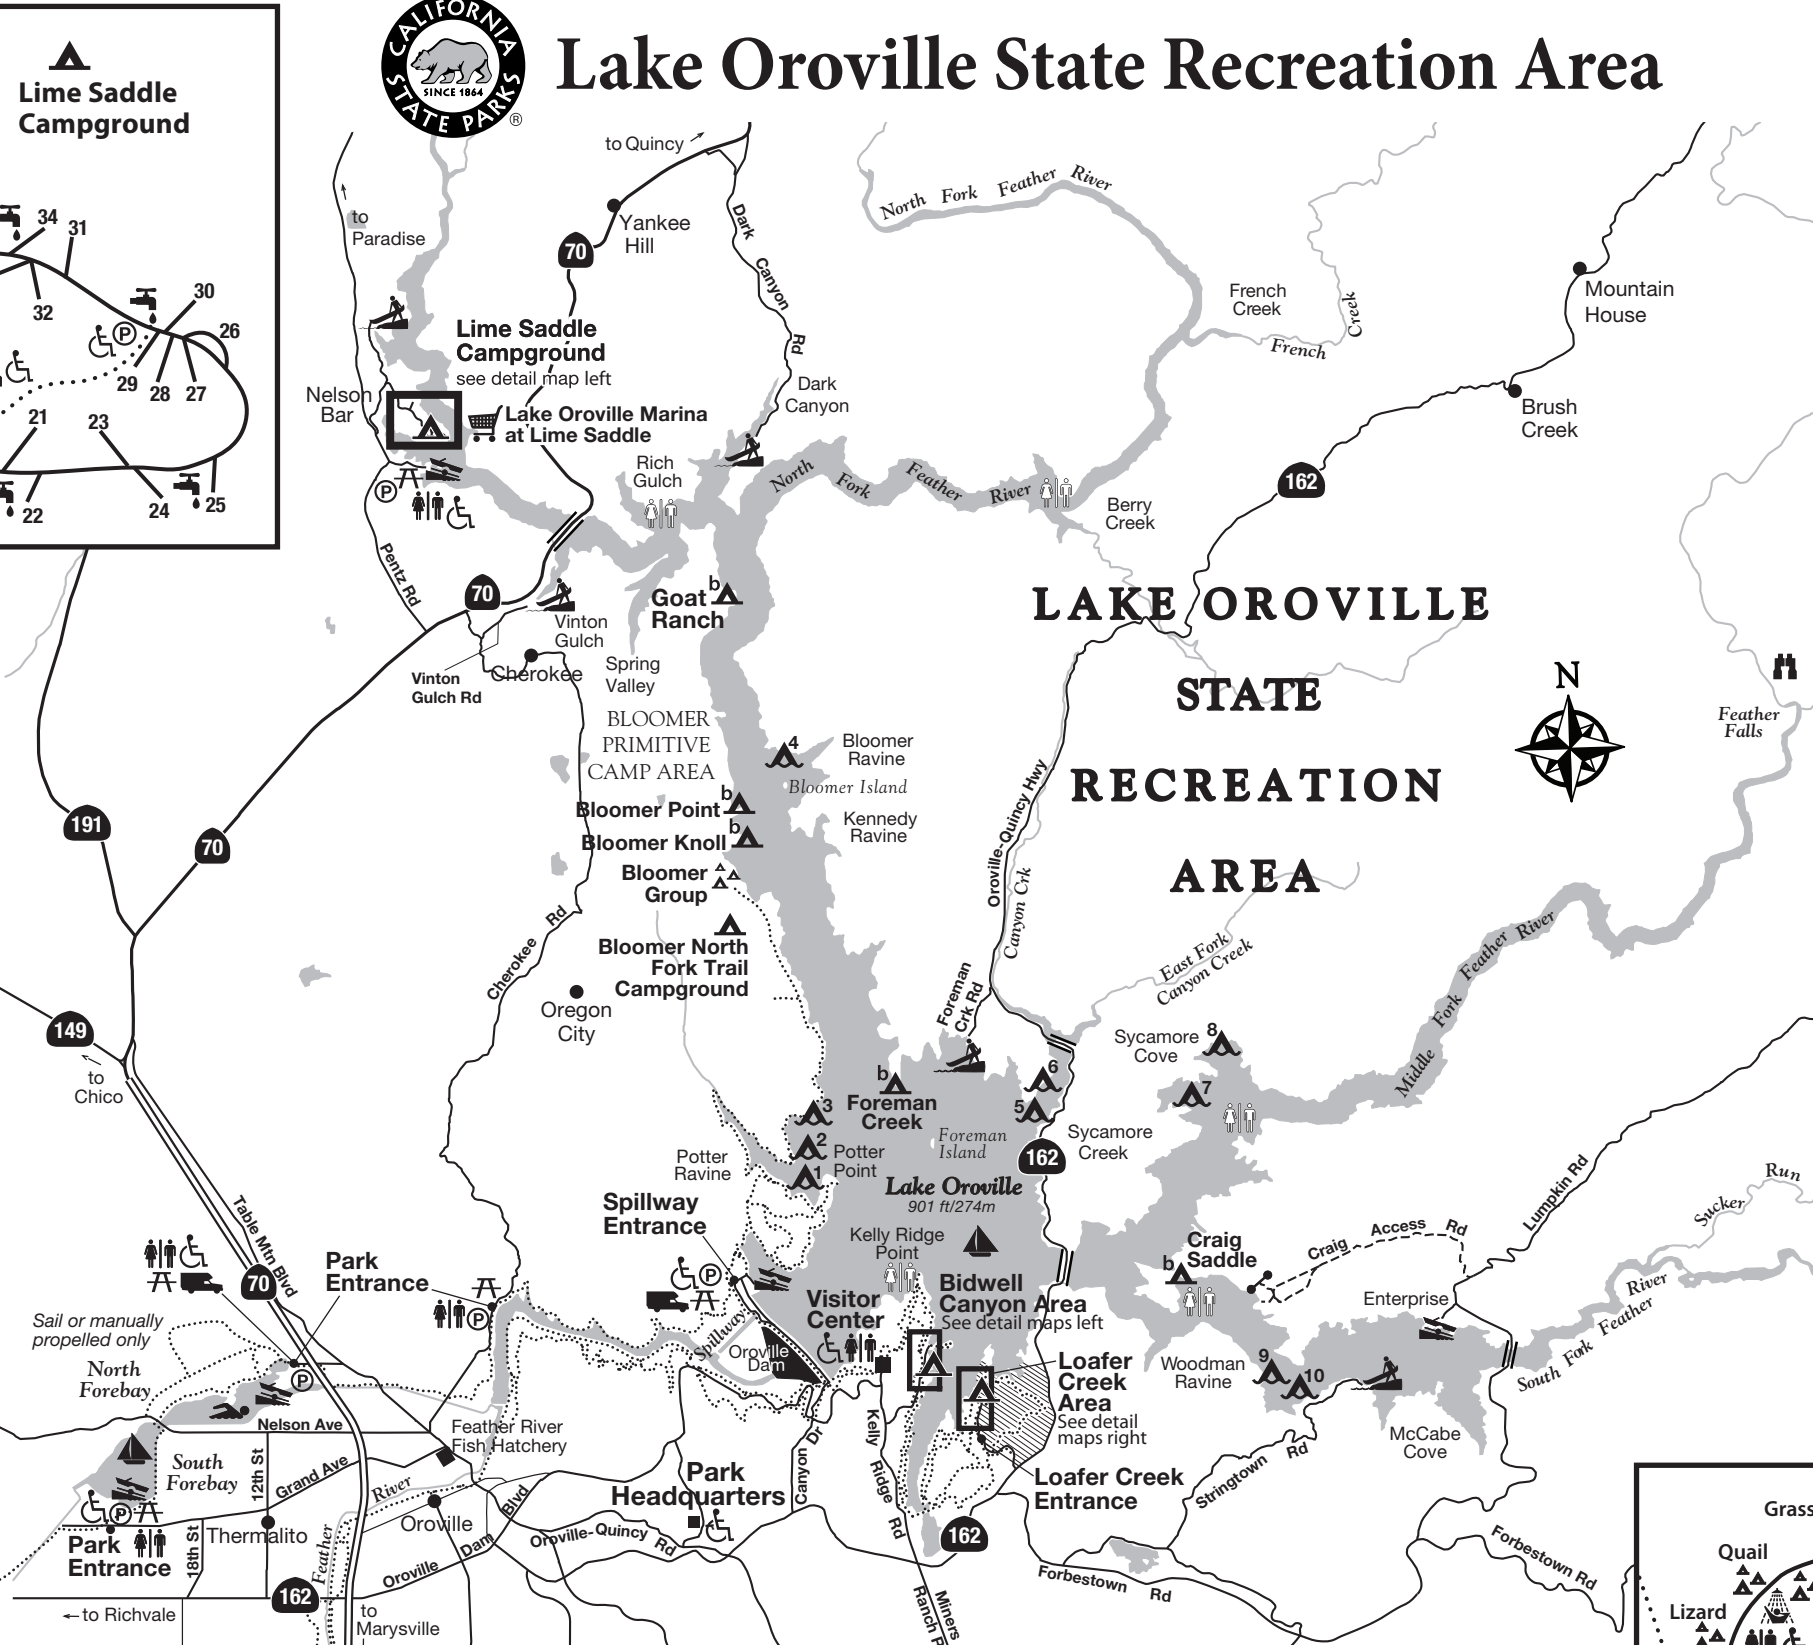 CALIFORNIA
STATE PARKS
SINCE 1864
®
Lake Oroville State Recreation Area
Lime Saddle
Campground
34
31
32
30
26
P
29
28
27
21
23
22
24
25
to Quincy
to
Paradise
Yankee
Hill
70
Dark Canyon Rd
North Fork Feather River
French
Creek
French Creek
Mountain
House
Lime Saddle
Campground
see detail map left
Nelson
Bar
Lake Oroville Marina
at Lime Saddle
Dark
Canyon
Brush
Creek
162
Rich
Gulch
North Fork Feather River
Berry
Creek
P
Pentz Rd
70
Vinton
Gulch
Vinton
Gulch Rd
Cherokee
Spring
Valley
b
Goat
Ranch
LAKE OROVILLE
STATE
RECREATION
AREA
N
Feather
Falls
BLOOMER
PRIMITIVE
CAMP AREA
4
Bloomer
Ravine
Bloomer Island
Kennedy
Ravine
b
Bloomer Point
b
Bloomer Knoll
Bloomer
Group
Bloomer North
Fork Trail
Campground
191
70
149
to
Chico
Cherokee Rd
Oregon
City
Oroville-Quincy Hwy
Canyon Crk
Foreman
Crk Rd
East Fork
Canyon Creek
Middle Fork Feather River
Sycamore
Cove
8
7
6
5
Sycamore
Creek
162
b
Foreman
Creek
Foreman
Island
3
2
1
Potter
Point
Potter
Ravine
Lake Oroville
901 ft/274m
Spillway
Entrance
P
Kelly Ridge
Point
Bidwell
Canyon Area
See detail maps left
Visitor
Center
Spillway
Oroville
Dam
Loafer
Creek
Area
See detail
maps right
Loafer Creek
Entrance
Craig
Saddle
b
Craig Access Rd
Lumpkin Rd
Sucker Run
Enterprise
South Fork Feather River
Woodman
Ravine
9
10
McCabe
Cove
Stringtown Rd
Forbestown Rd
Forbestown Rd
Table Mtn Blvd
70
Park
Entrance
P
Sail or manually
propelled only
North
Forebay
P
Nelson Ave
South
Forebay
12th St
Grand Ave
Feather River
Fish Hatchery
Feather River
P
Park
Entrance
18th St
Thermalito
Oroville
Oroville Dam Blvd
Oroville-Quincy Rd
Park
Headquarters
Canyon Dr
Kelly Ridge Rd
162
162
to Richvale
to
Marysville
Miners
Ranch R
Grass
Quail
Lizard